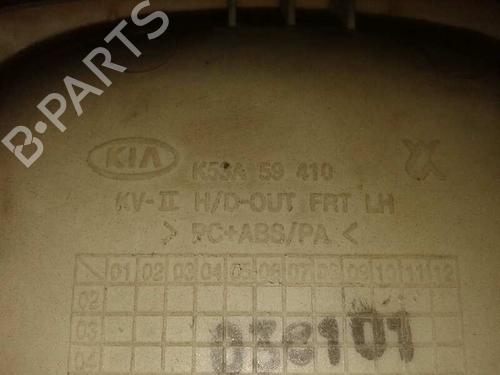 B-PARTS
KIA K53A 59 410
KV-II H/D-OUT FRT LH
> PC+ABS/PA <
01 02 03 04 05 06 07 08 09 10 11 12
02
03
04
036101